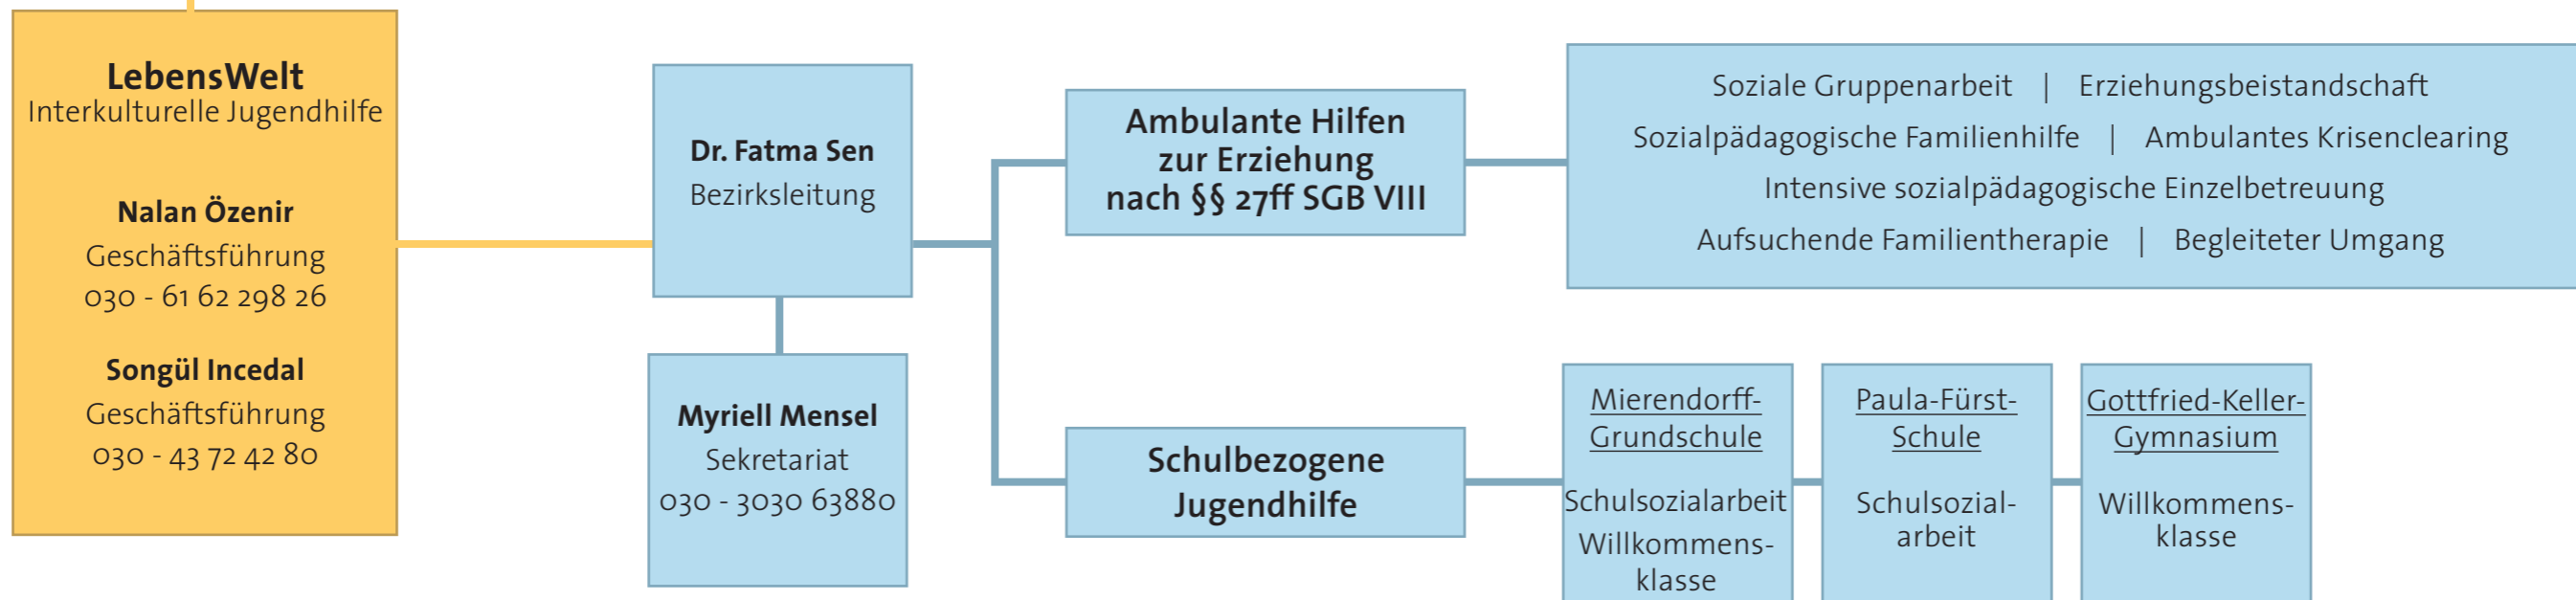 LebensWelt
Interkulturelle Jugendhilfe
Nalan Özenir
Geschäftsführung
030 - 61 62 298 26
Songül Incedal
Geschäftsführung
030 - 43 72 42 80
Dr. Fatma Sen
Bezirksleitung
Myriell Mensel
Sekretariat
030 - 3030 63880
Ambulante Hilfen
zur Erziehung
nach §§ 27ff SGB VIII
Soziale Gruppenarbeit | Erziehungsbeistandschaft
Sozialpädagogische Familienhilfe | Ambulantes Krisenclearing
Intensive sozialpädagogische Einzelbetreuung
Aufsuchende Familientherapie | Begleiteter Umgang
Schulbezogene
Jugendhilfe
Mierendorff-
Grundschule
Schulsozialarbeit
Willkommens-
klasse
Paula-Fürst-
Schule
Schulsozial-
arbeit
Gottfried-Keller-
Gymnasium
Willkommens-
klasse